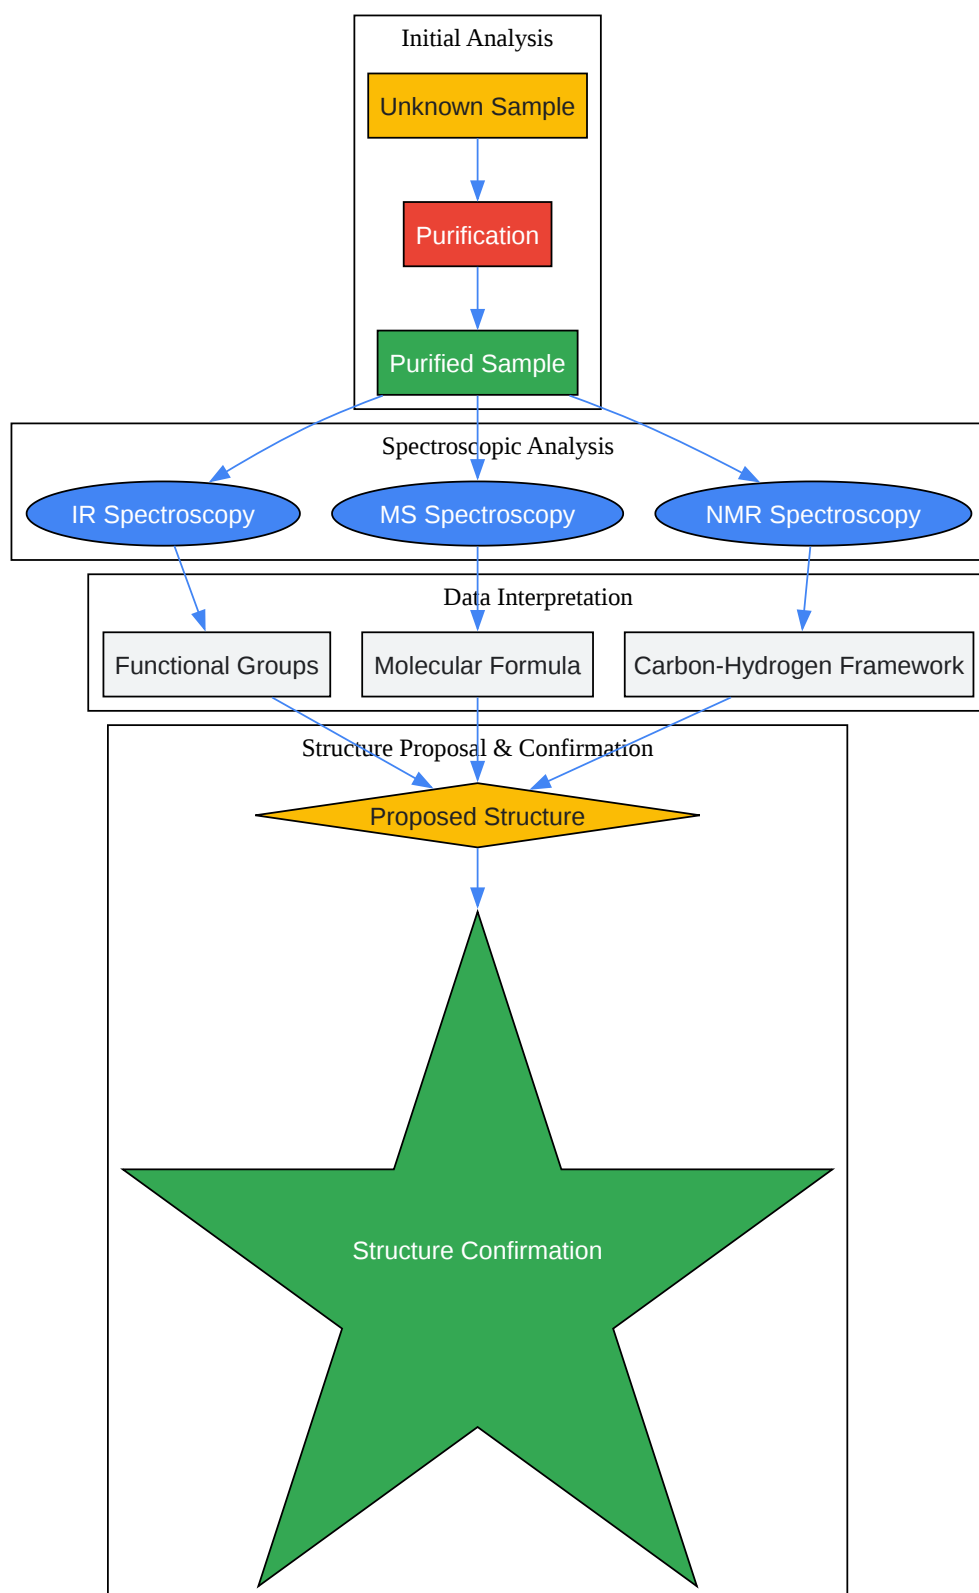 Initial Analysis
Unknown Sample
Purification
Purified Sample
Spectroscopic Analysis
IR Spectroscopy
MS Spectroscopy
NMR Spectroscopy
Data Interpretation
Functional Groups
Molecular Formula
Carbon-Hydrogen Framework
Structure Proposal & Confirmation
Proposed Structure
Structure Confirmation